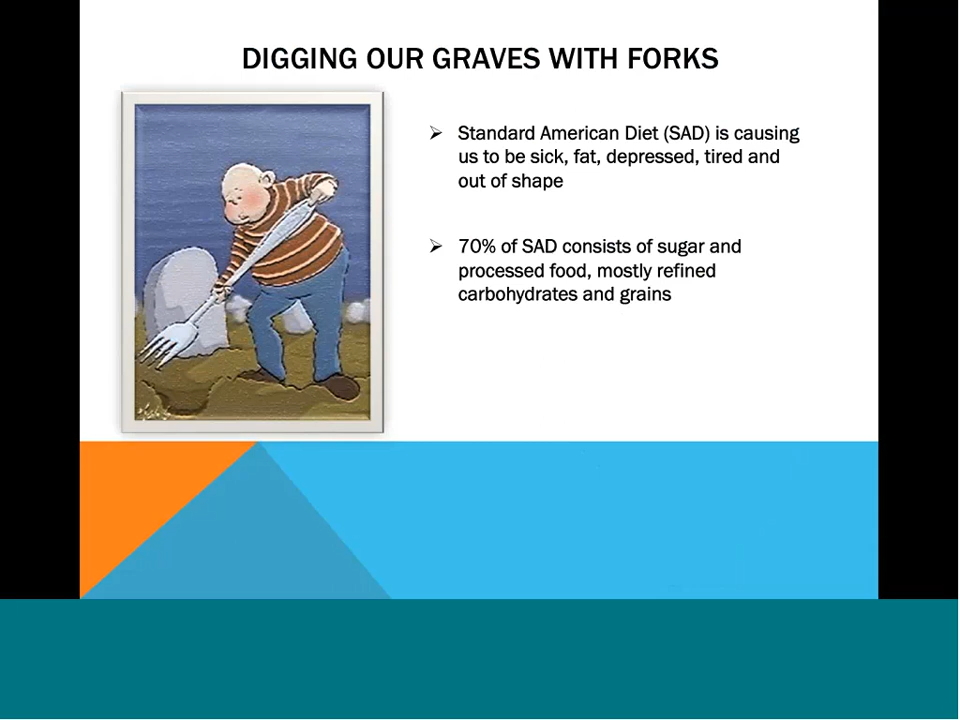 DIGGING OUR GRAVES WITH FORKS
➢ Standard American Diet (SAD) is causing
us to be sick, fat, depressed, tired and
out of shape
➢ 70% of SAD consists of sugar and
processed food, mostly refined
carbohydrates and grains